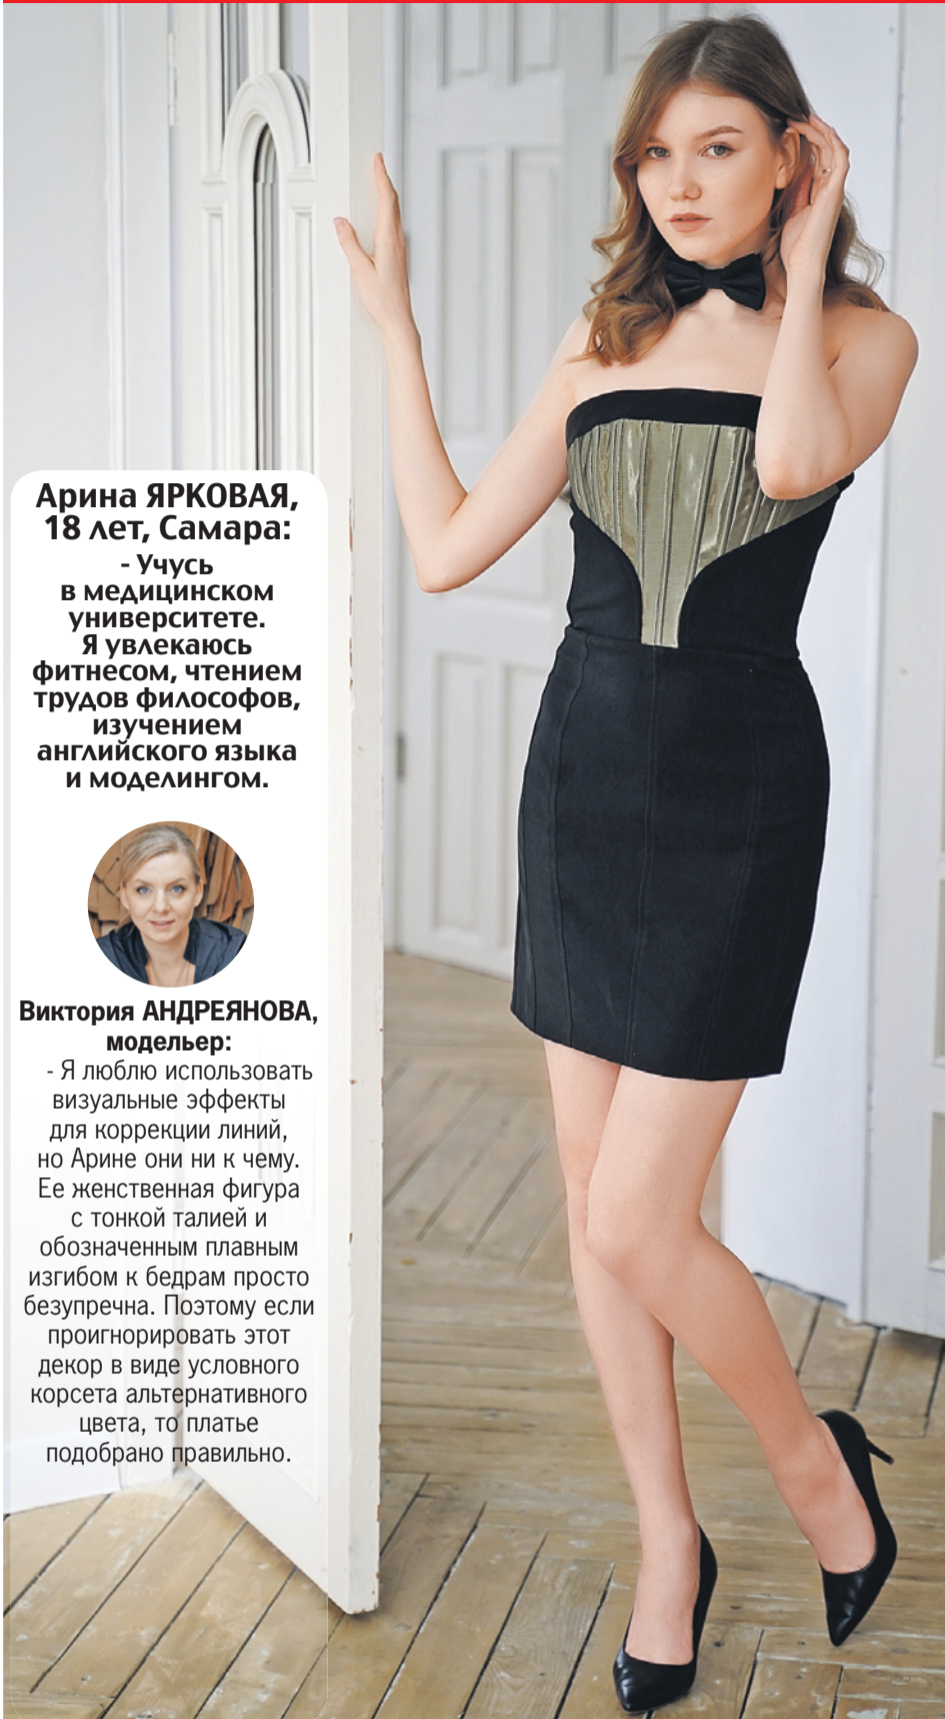 Арина ЯРКОВАЯ,
18 лет, Самара:
- Учусь
в медицинском
университете.
Я увлекаюсь
фитнесом, чтением
трудов философов,
изучением
английского языка
и моделингом.
Виктория АНДРЕЯНОВА,
модельер:
- Я люблю использовать
визуальные эффекты
для коррекции линий,
но Арине они ни к чему.
Ее женственная фигура
с тонкой талией и
обозначенным плавным
изгибом к бедрам просто
безупречна. Поэтому если
проигнорировать этот
декор в виде условного
корсета альтернативного
цвета, то платье
подобрано правильно.